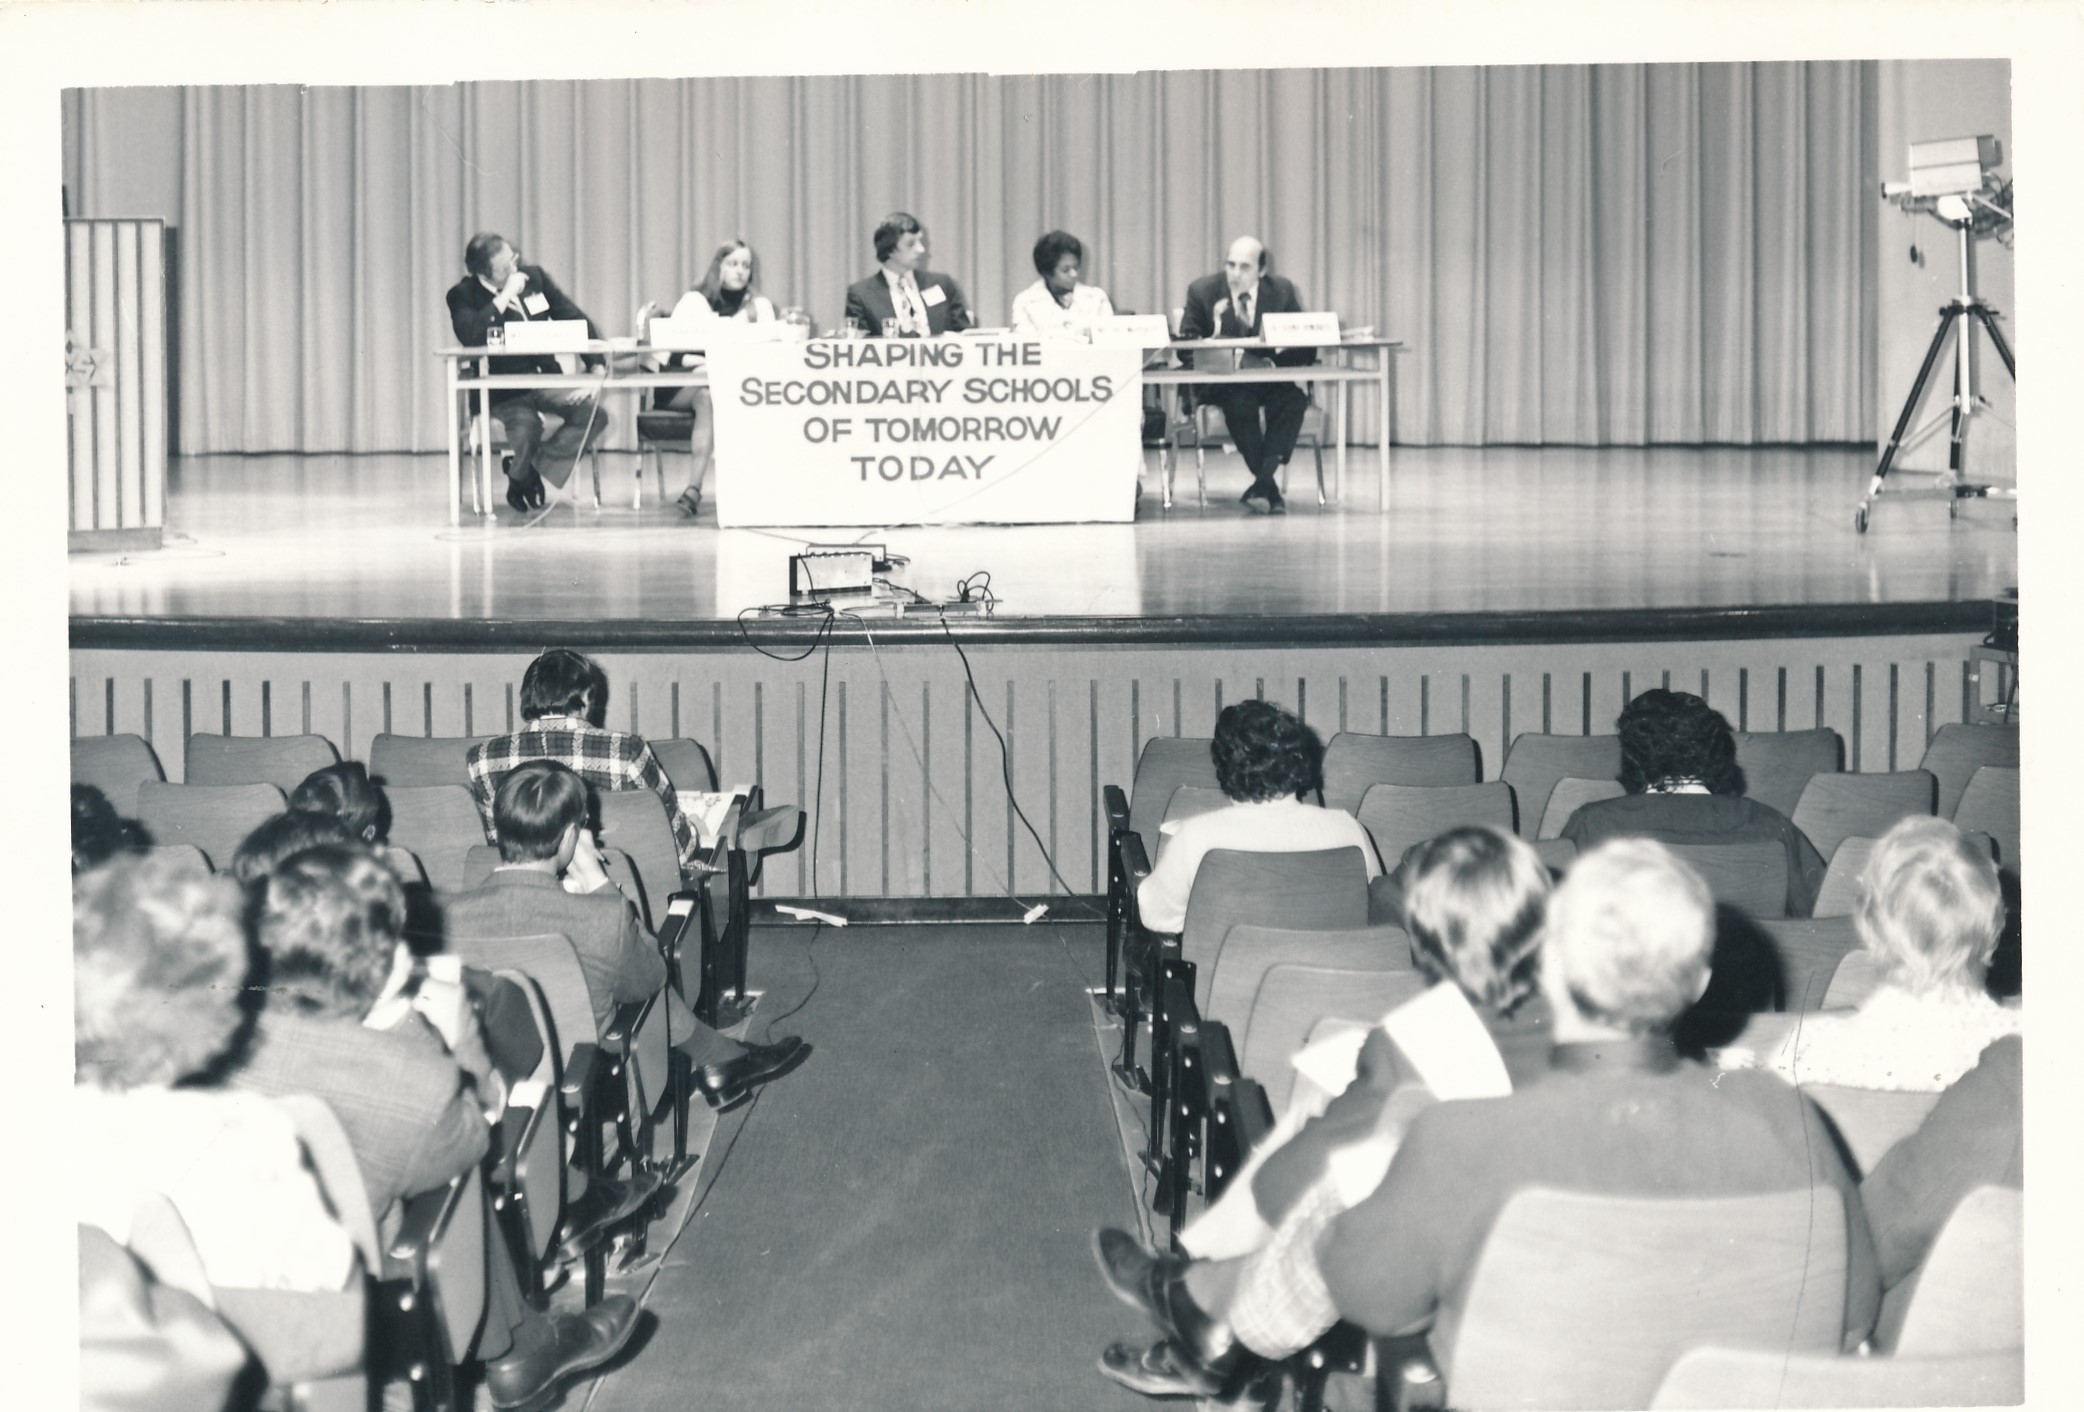 SHAPING THE
SECONDARY SCHOOLS
OF TOMORROW
TODAY